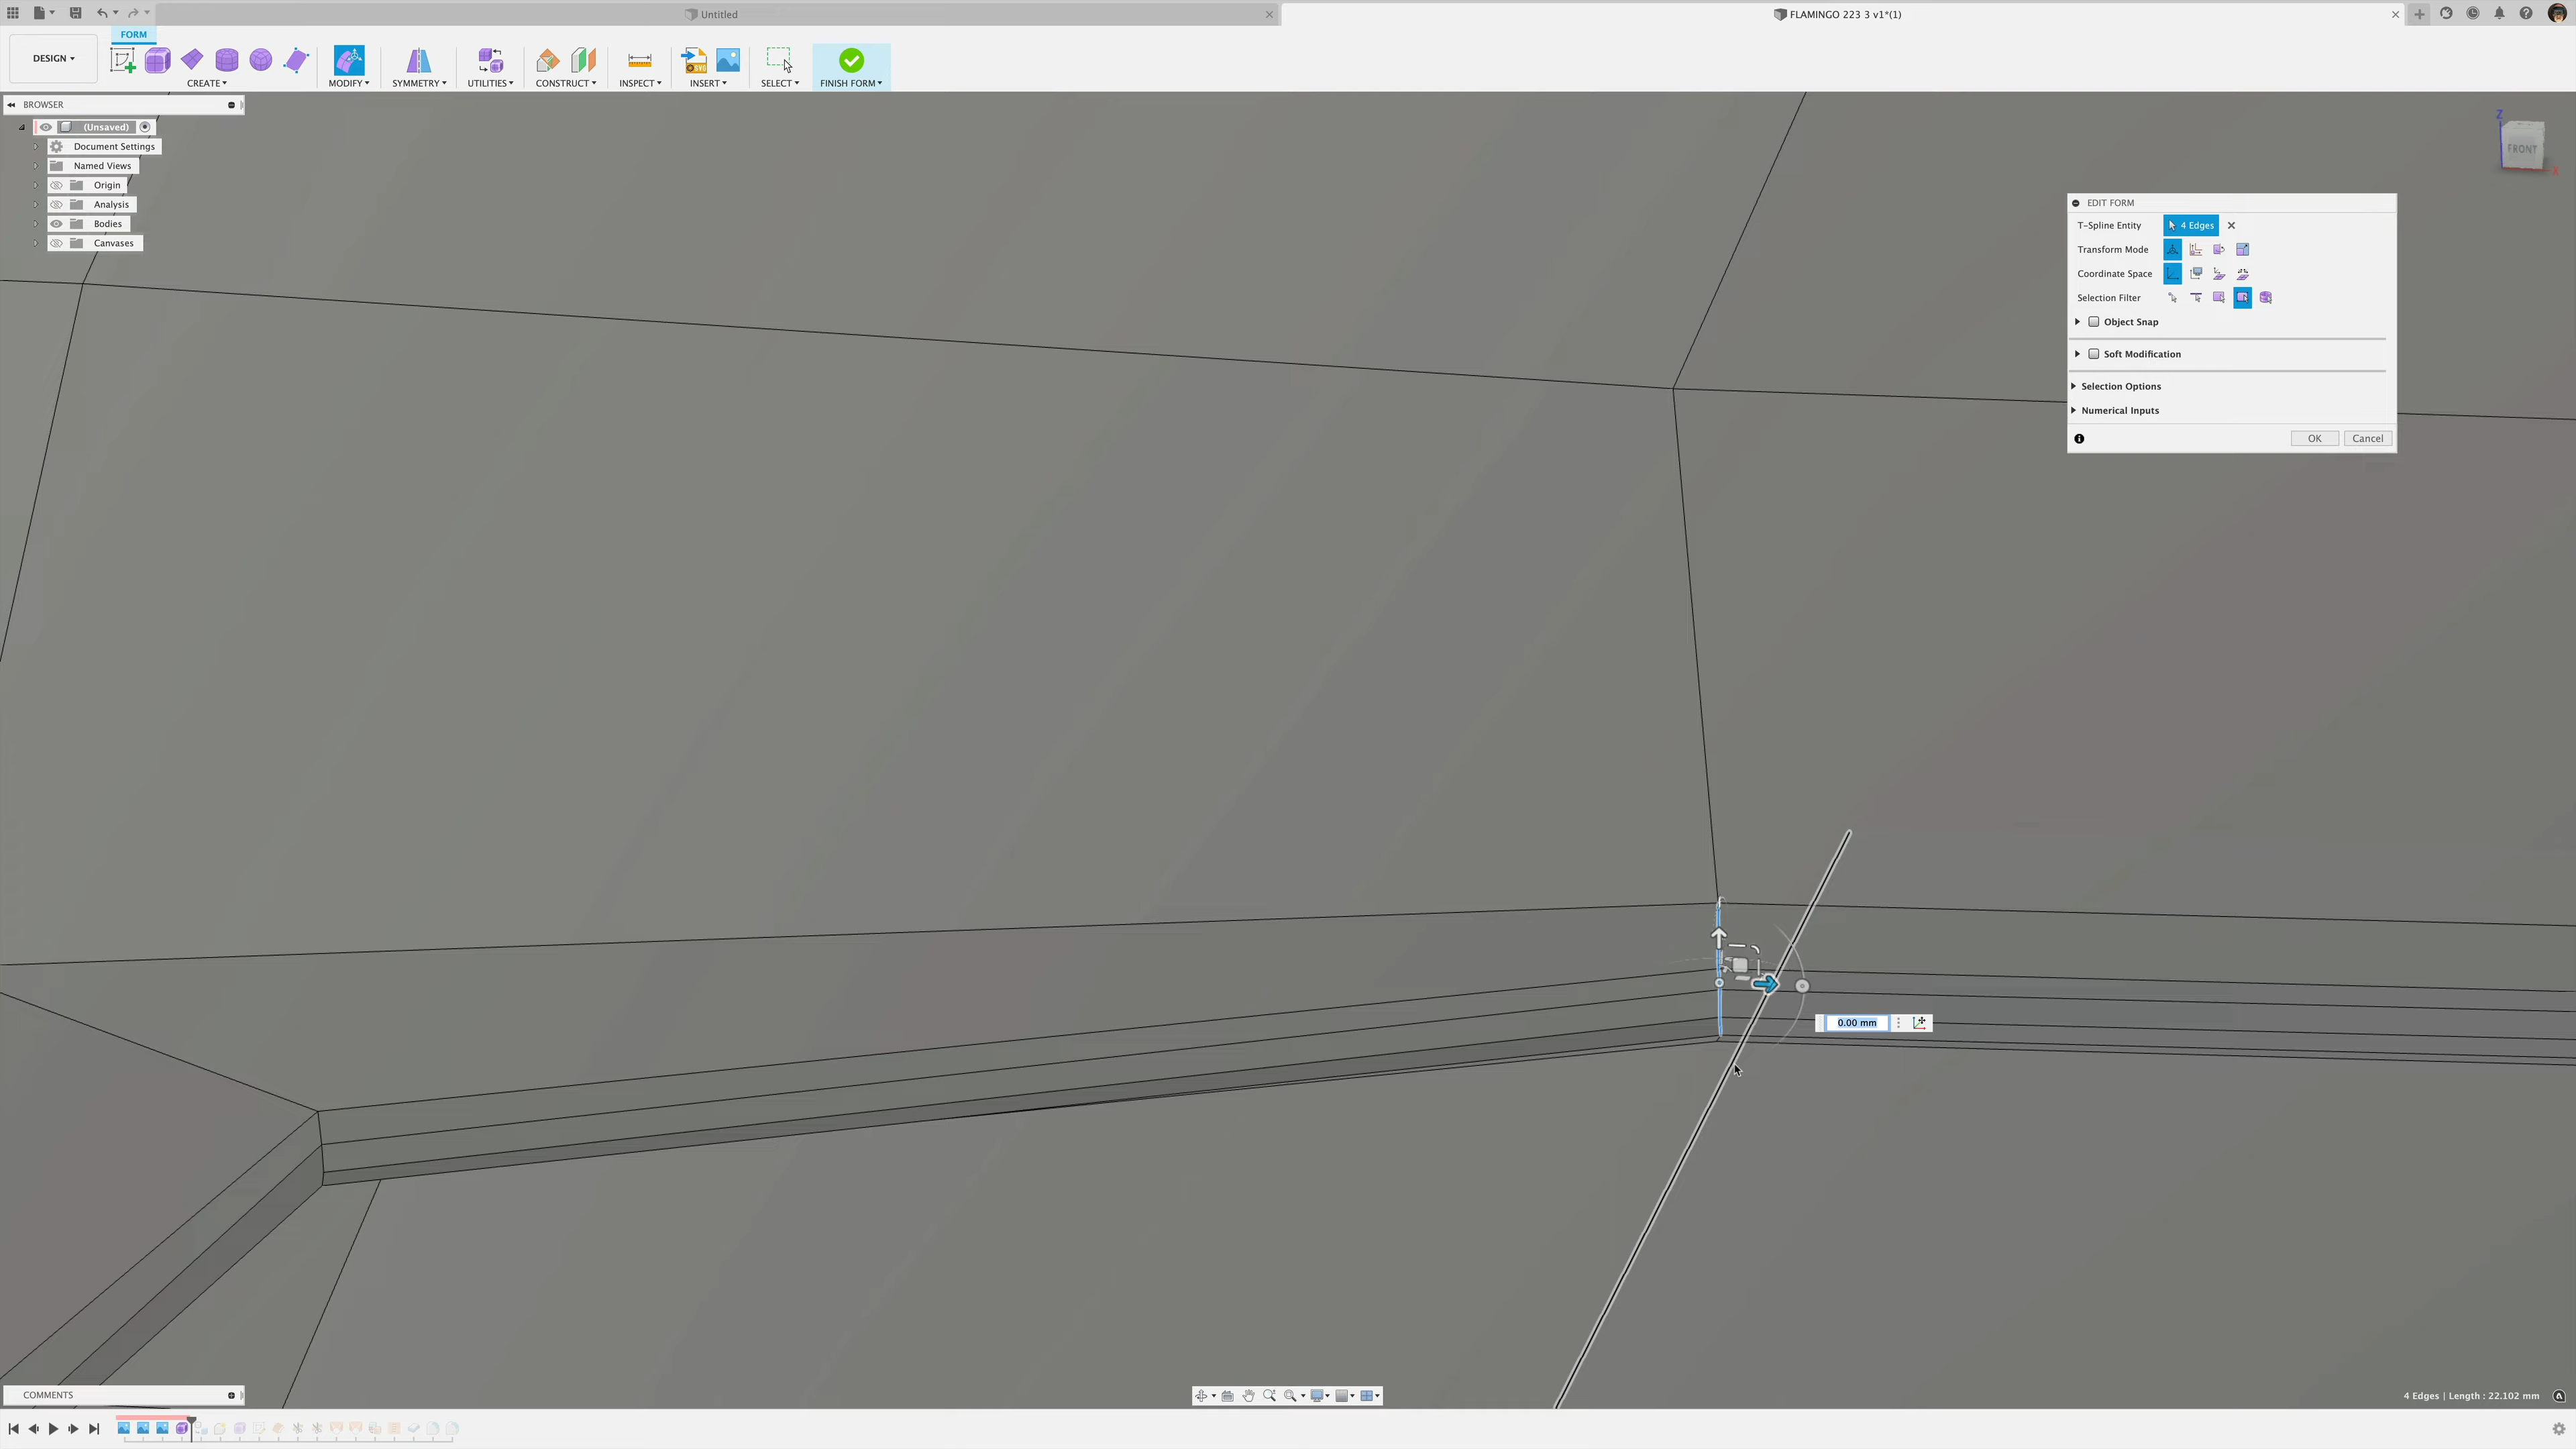 Untitled
FLAMINGO 223 3 v1*(1)
FORM
DESIGN
CREATE
MODIFY
SYMMETRY
UTILITIES
CONSTRUCT
INSPECT
INSERT
SELECT
FINISH FORM
BROWSER
(Unsaved)
Document Settings
Named Views
Origin
Analysis
Bodies
Canvases
Z
FRONT
X
EDIT FORM
T-Spline Entity
4 Edges
Transform Mode
Coordinate Space
Selection Filter
Object Snap
Soft Modification
Selection Options
Numerical Inputs
OK
Cancel
0.00 mm
COMMENTS
4 Edges | Length : 22.102 mm